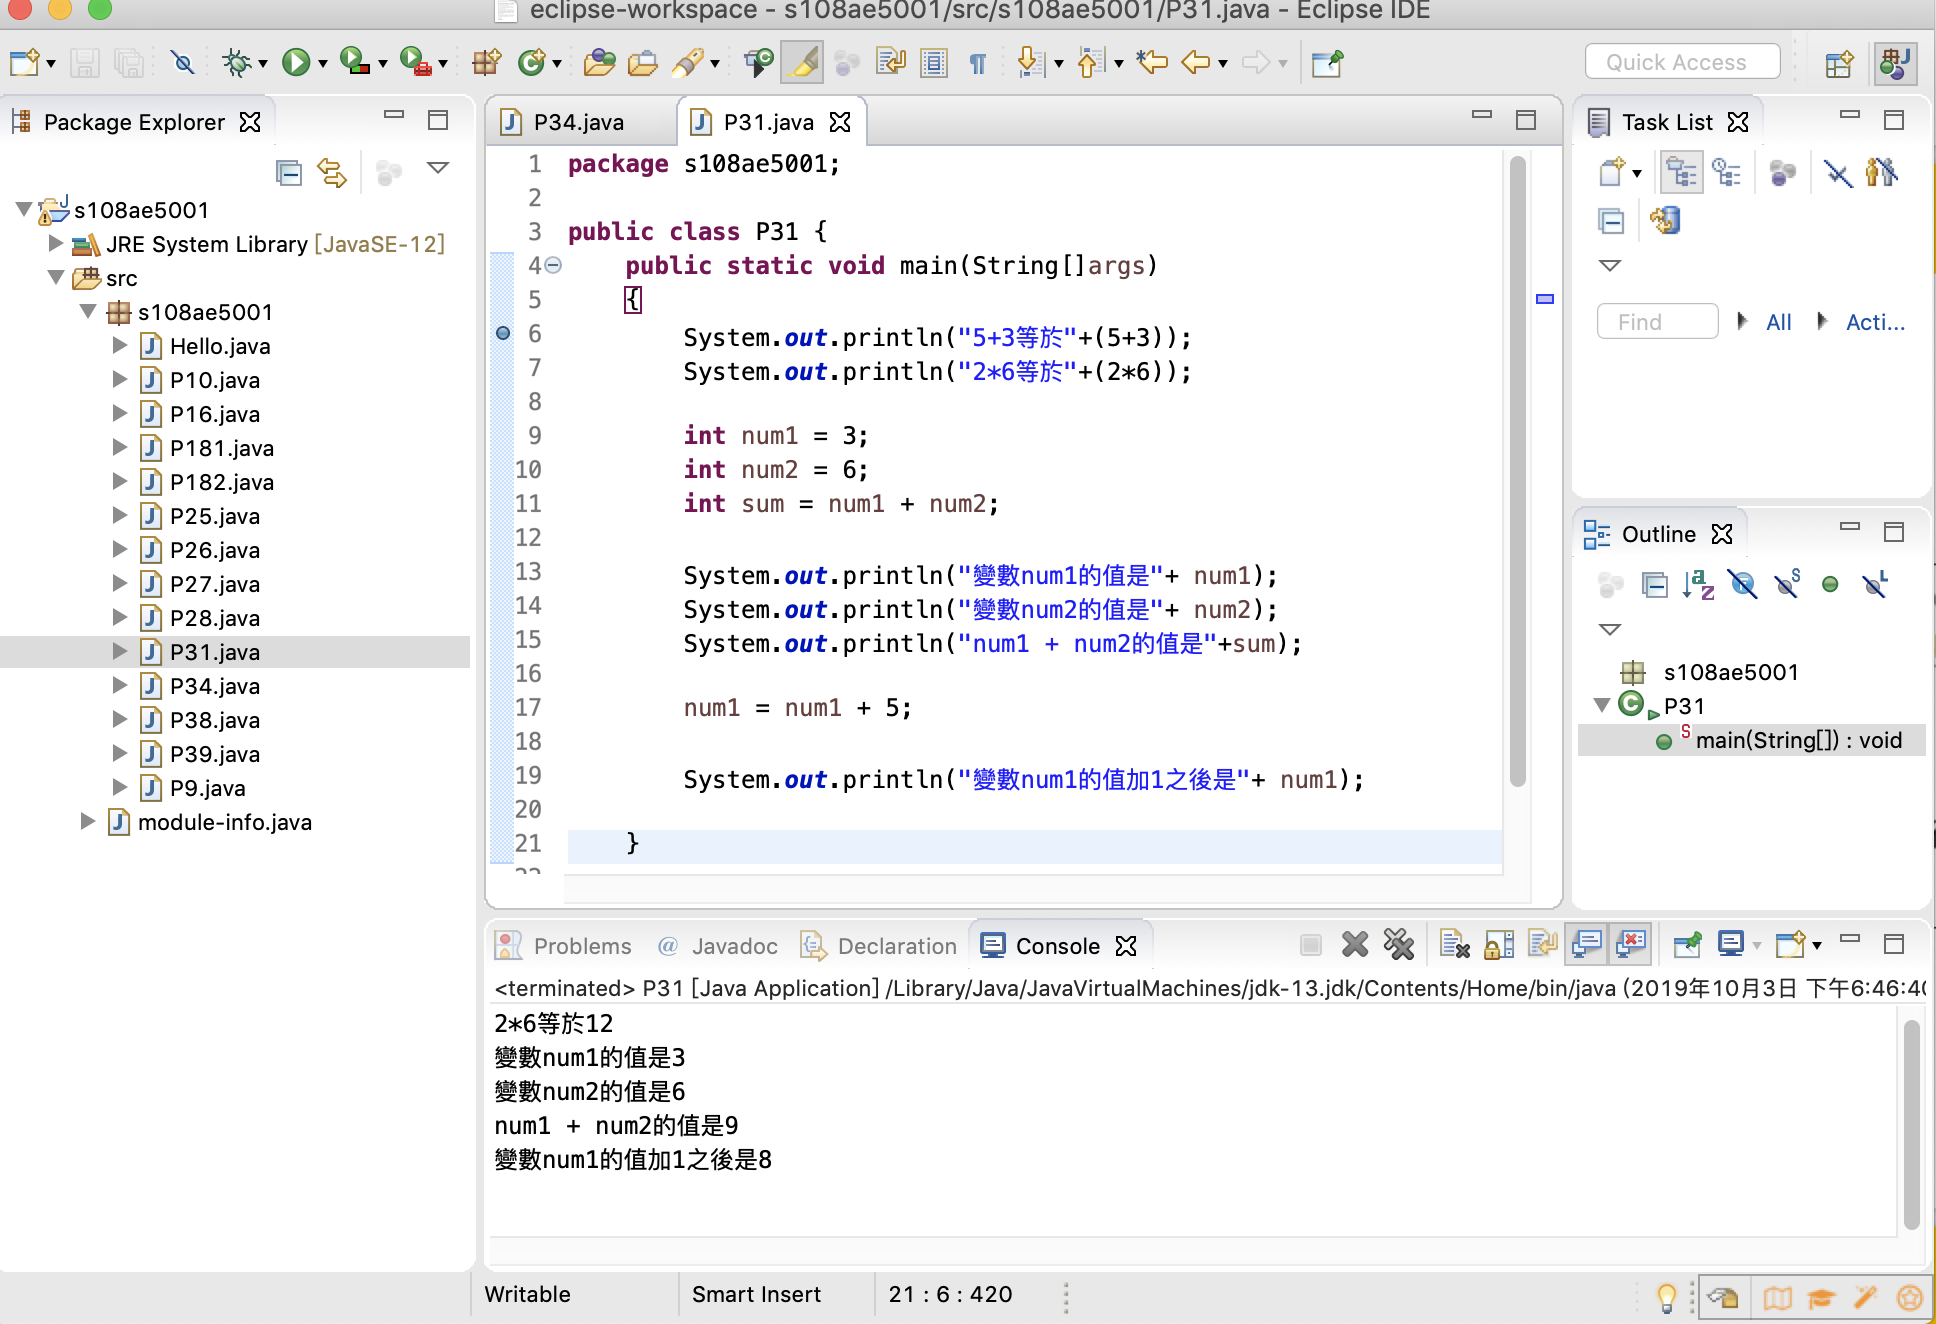 eclipse-workspace - s108ae5001/src/s108ae5001/P31.java - Eclipse IDE
Quick Access
Package Explorer
s108ae5001
JRE System Library [JavaSE-12]
src
s108ae5001
Hello.java
P10.java
P16.java
P181.java
P182.java
P25.java
P26.java
P27.java
P28.java
P31.java
P34.java
P38.java
P39.java
P9.java
module-info.java
P34.java
P31.java
1 package s108ae5001;
2
3 public class P31 {
4 public static void main(String[]args)
5 {
6 System.out.println("5+3等於"+(5+3));
7 System.out.println("2*6等於"+(2*6));
8
9 int num1 = 3;
10 int num2 = 6;
11 int sum = num1 + num2;
12
13 System.out.println("變數num1的值是"+ num1);
14 System.out.println("變數num2的值是"+ num2);
15 System.out.println("num1 + num2的值是"+sum);
16
17 num1 = num1 + 5;
18
19 System.out.println("變數num1的值加1之後是"+ num1);
20
21 }
Task List
Find
All
Acti...
Outline
s108ae5001
P31
main(String[]) : void
Problems
@ Javadoc
Declaration
Console
<terminated> P31 [Java Application] /Library/Java/JavaVirtualMachines/jdk-13.jdk/Contents/Home/bin/java (2019年10月3日 下午6:46:40
2*6等於12
變數num1的值是3
變數num2的值是6
num1 + num2的值是9
變數num1的值加1之後是8
Writable
Smart Insert
21 : 6 : 420